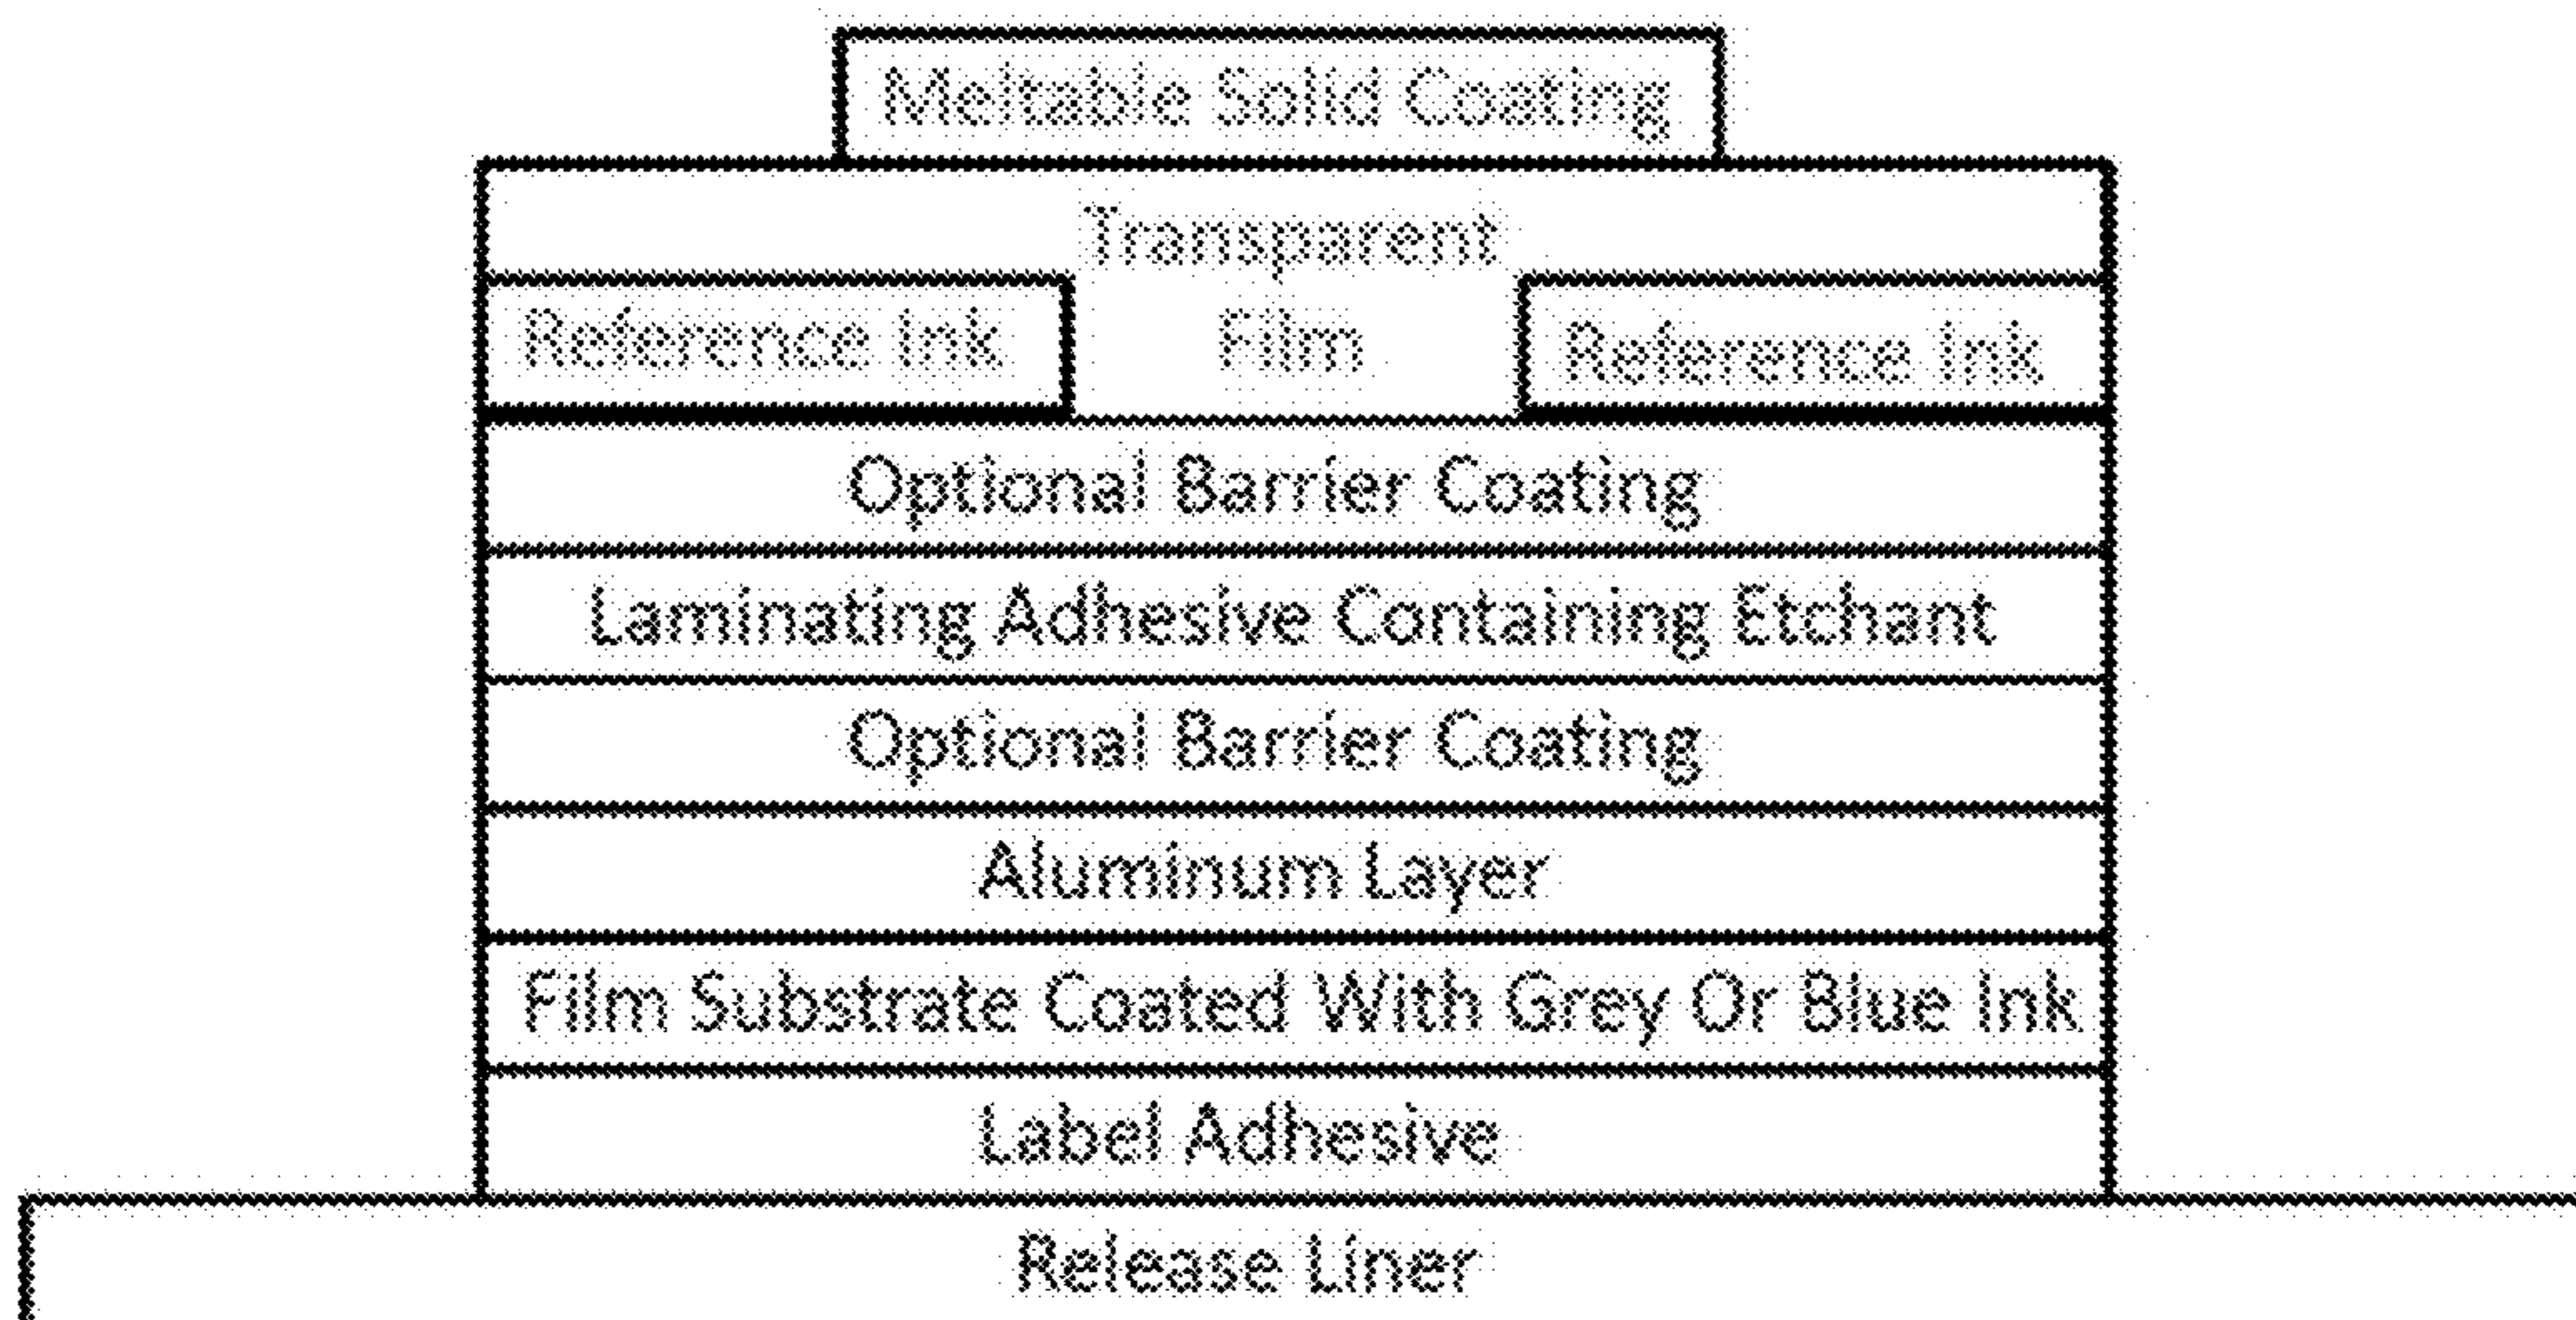 Meltable Solid Coating
Transparent
Reference Ink
Film
Reference Ink
Optional Barrier Coating
Laminating Adhesive Containing Etchant
Optional Barrier Coating
Aluminum Layer
Film Substrate Coated With Grey Or Blue Ink
Label Adhesive
Release Liner